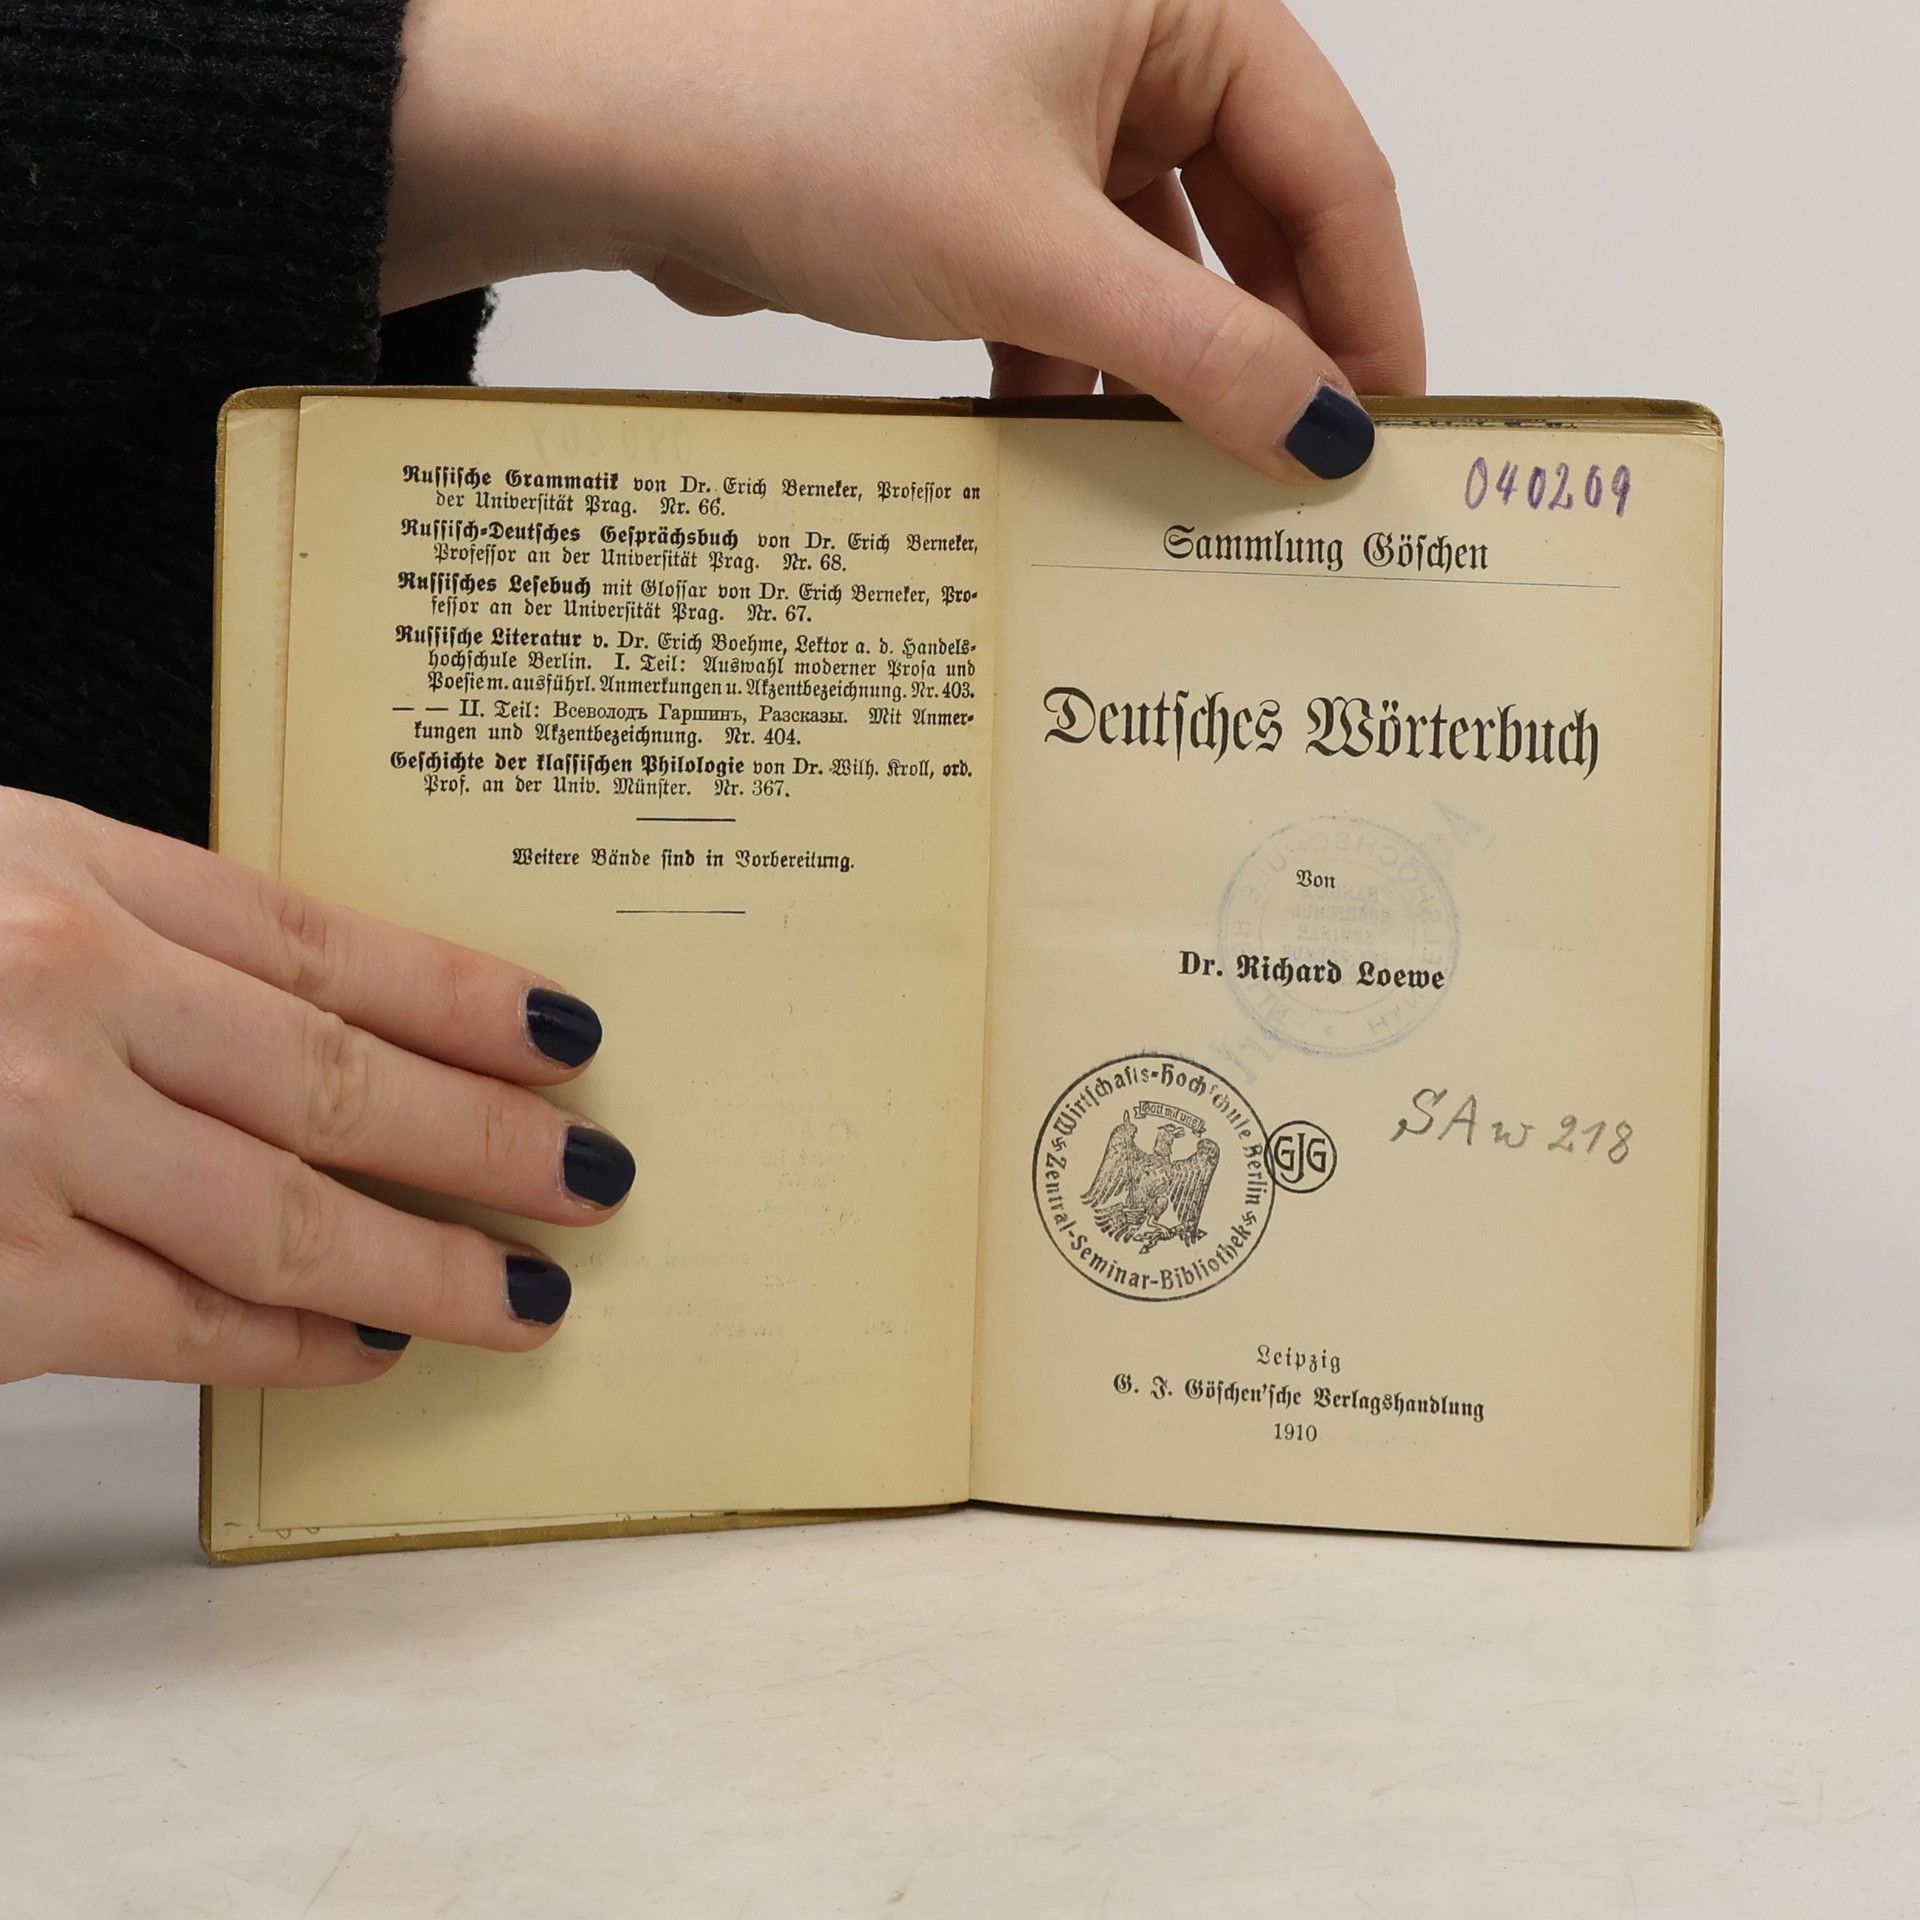 Russische Grammatik von Dr. Erich Berneker, Professor an
der Universität Prag. Nr. 66.
Russisch-Deutsches Gesprächsbuch von Dr. Erich Berneker,
Professor an der Universität Prag. Nr. 68.
Russisches Lesebuch mit Glossar von Dr. Erich Berneker, Pro-
fessor an der Universität Prag. Nr. 67.
Russische Literatur v. Dr. Erich Boehme, Lektor a. d. Handels-
hochschule Berlin. I. Teil: Auswahl moderner Prosa und
Poesie m. ausführl. Anmerkungen u. Akzentbezeichnung. Nr. 403.
— — II. Teil: Всеволодъ Гаршинъ, Разсказы. Mit Anmer-
kungen und Akzentbezeichnung. Nr. 404.
Geschichte der klassischen Philologie von Dr. Wilh. Kroll, ord.
Prof. an der Univ. Münster. Nr. 367.
Weitere Bände sind in Vorbereitung.
040269
Sammlung Göschen
Deutsches Wörterbuch
Von
Dr. Richard Loewe
Wirtschafts-Hochschule Berlin
Zentral-Seminar-Bibliothek
Gott mit uns
GJG
SAw 218
Leipzig
G. J. Göschen'sche Verlagshandlung
1910